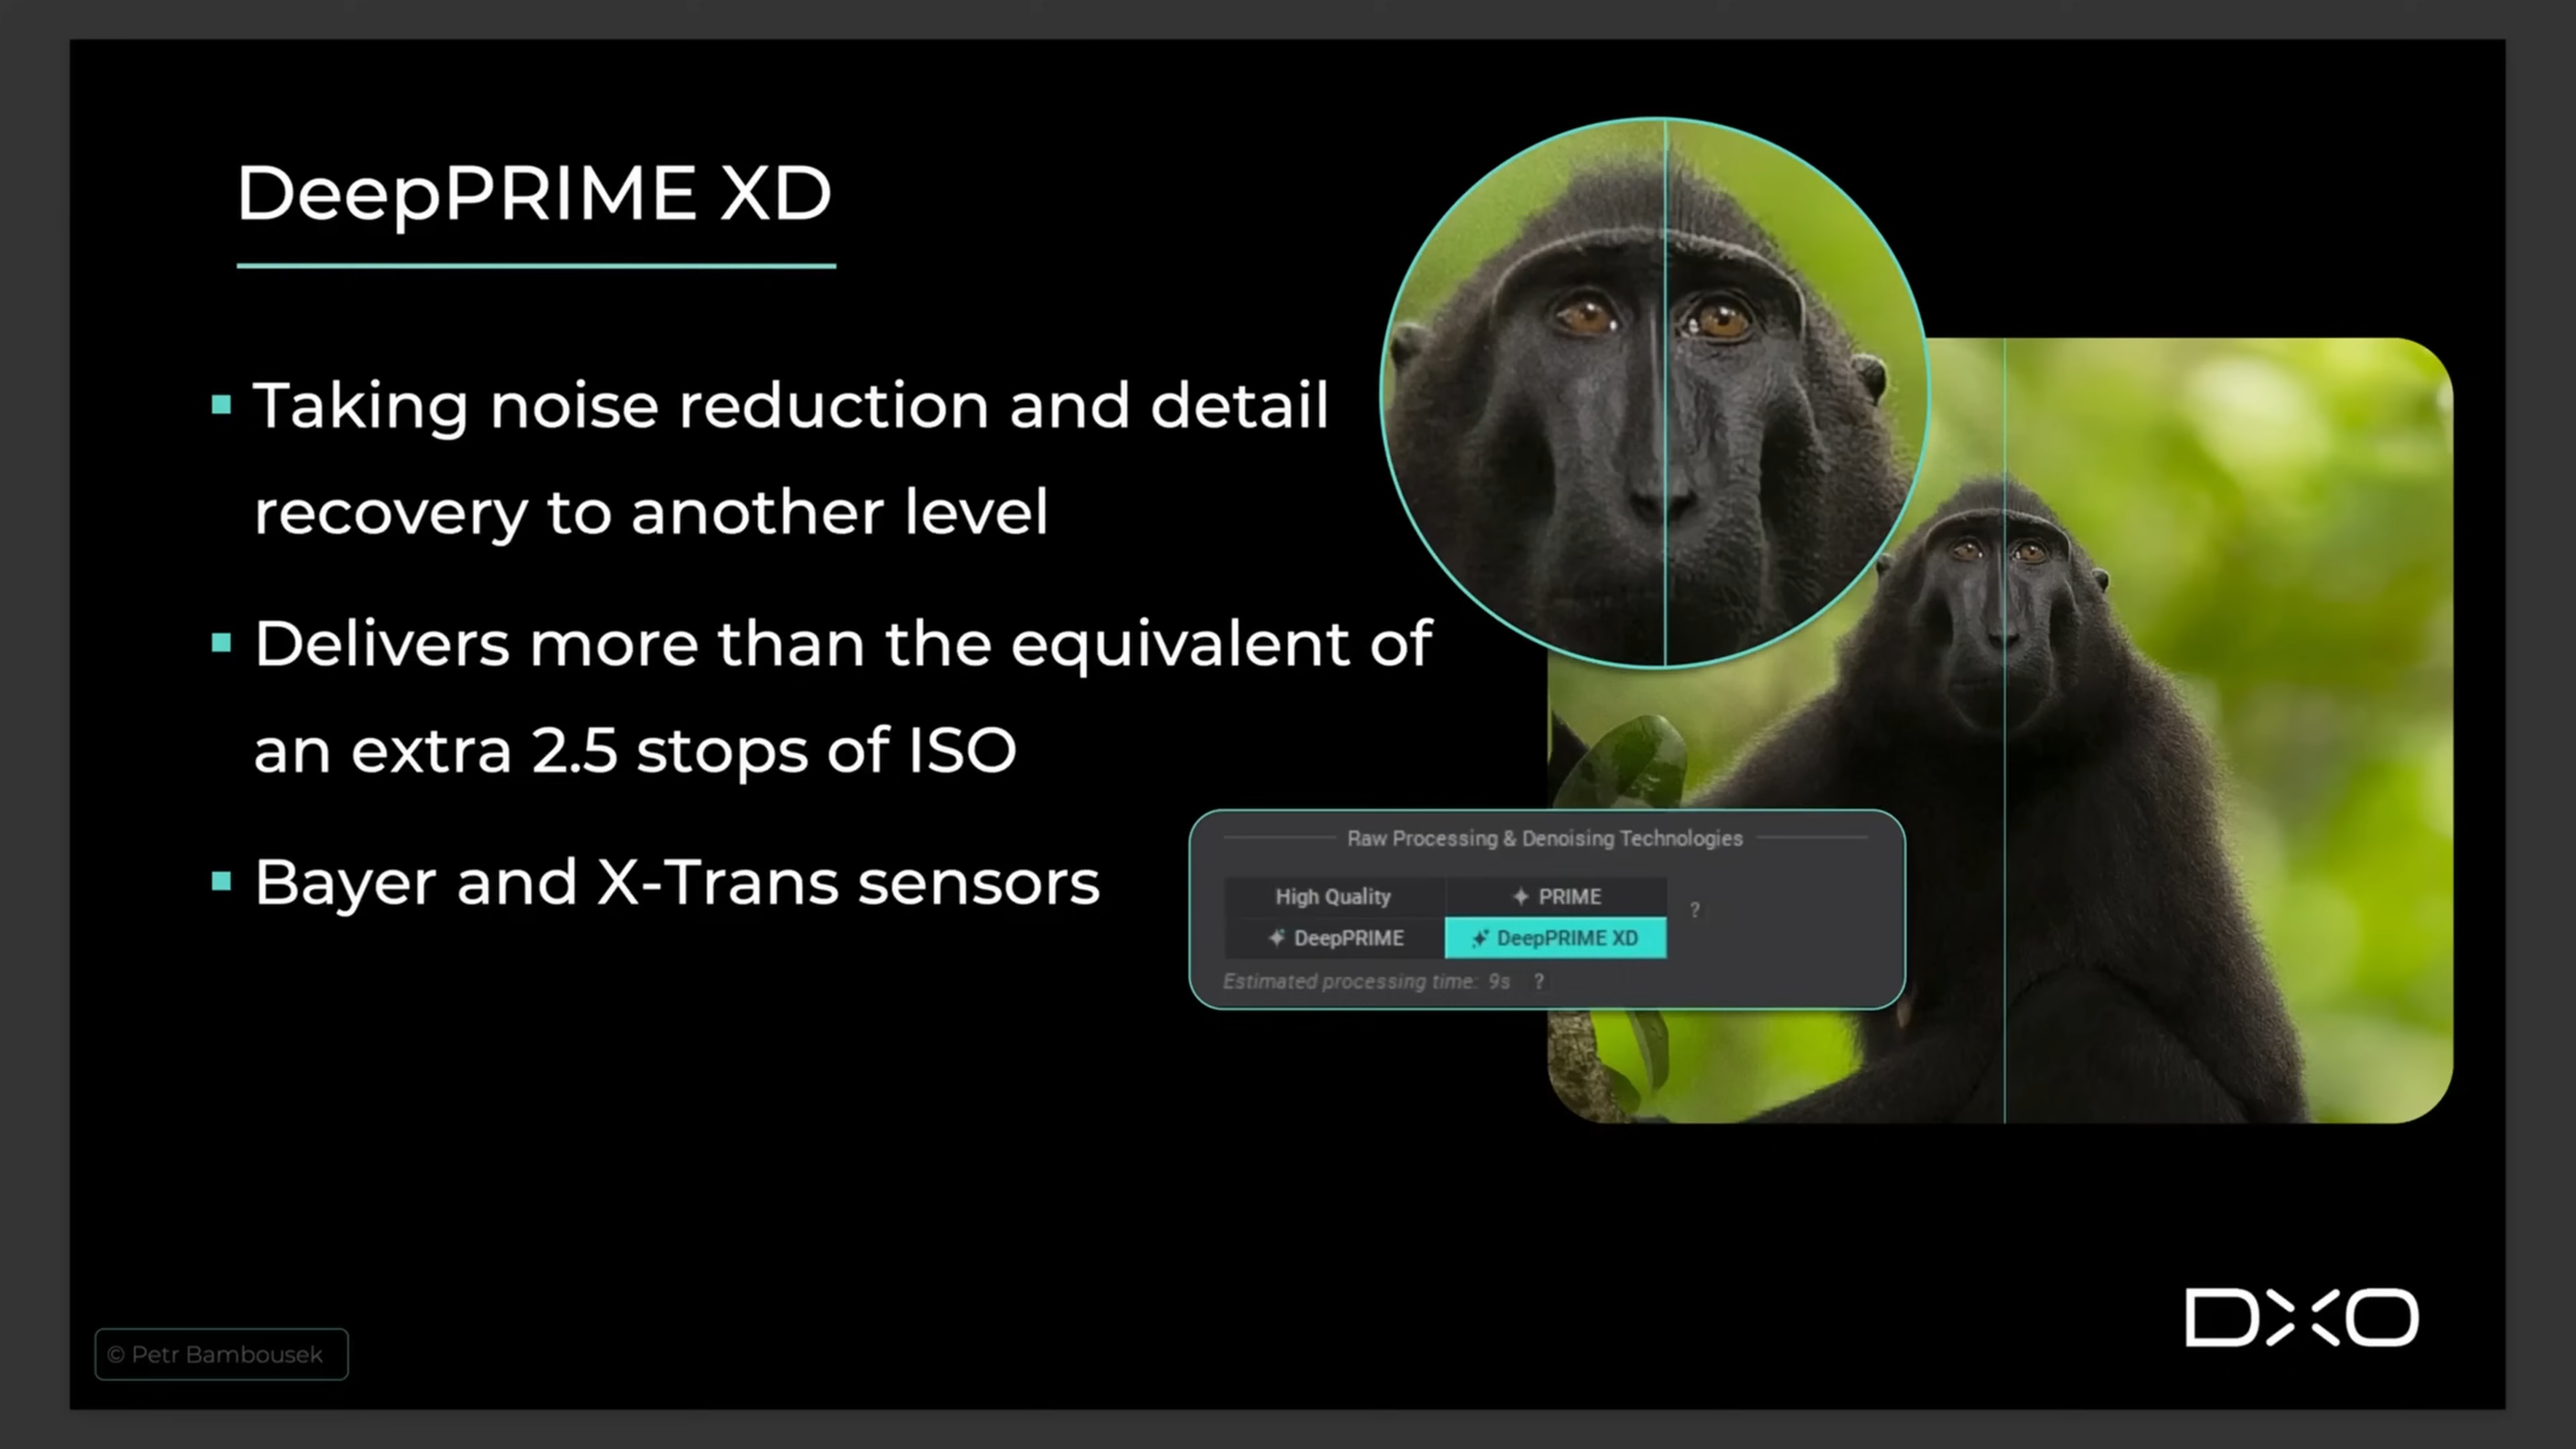 DeepPRIME XD
▪ Taking noise reduction and detail
recovery to another level
▪ Delivers more than the equivalent of
an extra 2.5 stops of ISO
▪ Bayer and X-Trans sensors
Raw Processing & Denoising Technologies
High Quality PRIME
?
DeepPRIME DeepPRIME XD
Estimated processing time: 9s ?
© Petr Bambousek
DXO